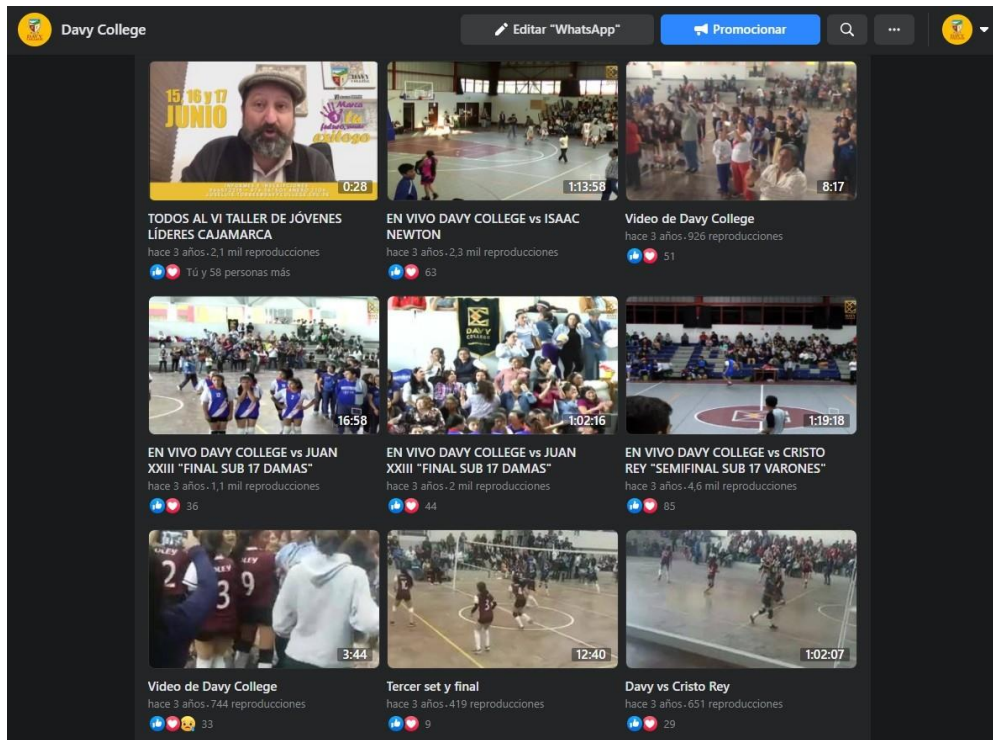 Davy College
Editar "WhatsApp"
Promocionar
15, 16 y 17
JUNIO
DAVY
COLLEGE
Marca
tu
0:28
1:13:58
8:17
TODOS AL VI TALLER DE JÓVENES
LÍDERES CAJAMARCA
hace 3 años · 2,1 mil reproducciones
Tú y 58 personas más
EN VIVO DAVY COLLEGE vs ISAAC
NEWTON
hace 3 años · 2,3 mil reproducciones
63
Video de Davy College
hace 3 años · 926 reproducciones
51
16:58
DAVY
COLLEGE
1:02:16
1:19:18
EN VIVO DAVY COLLEGE vs JUAN
XXIII "FINAL SUB 17 DAMAS"
hace 3 años · 1,1 mil reproducciones
36
EN VIVO DAVY COLLEGE vs JUAN
XXIII "FINAL SUB 17 DAMAS"
hace 3 años · 2 mil reproducciones
44
EN VIVO DAVY COLLEGE vs CRISTO
REY "SEMIFINAL SUB 17 VARONES"
hace 3 años · 4,6 mil reproducciones
85
2
3
9
3:44
12:40
1:02:07
Video de Davy College
hace 3 años · 744 reproducciones
33
Tercer set y final
hace 3 años · 419 reproducciones
9
Davy vs Cristo Rey
hace 3 años · 651 reproducciones
29